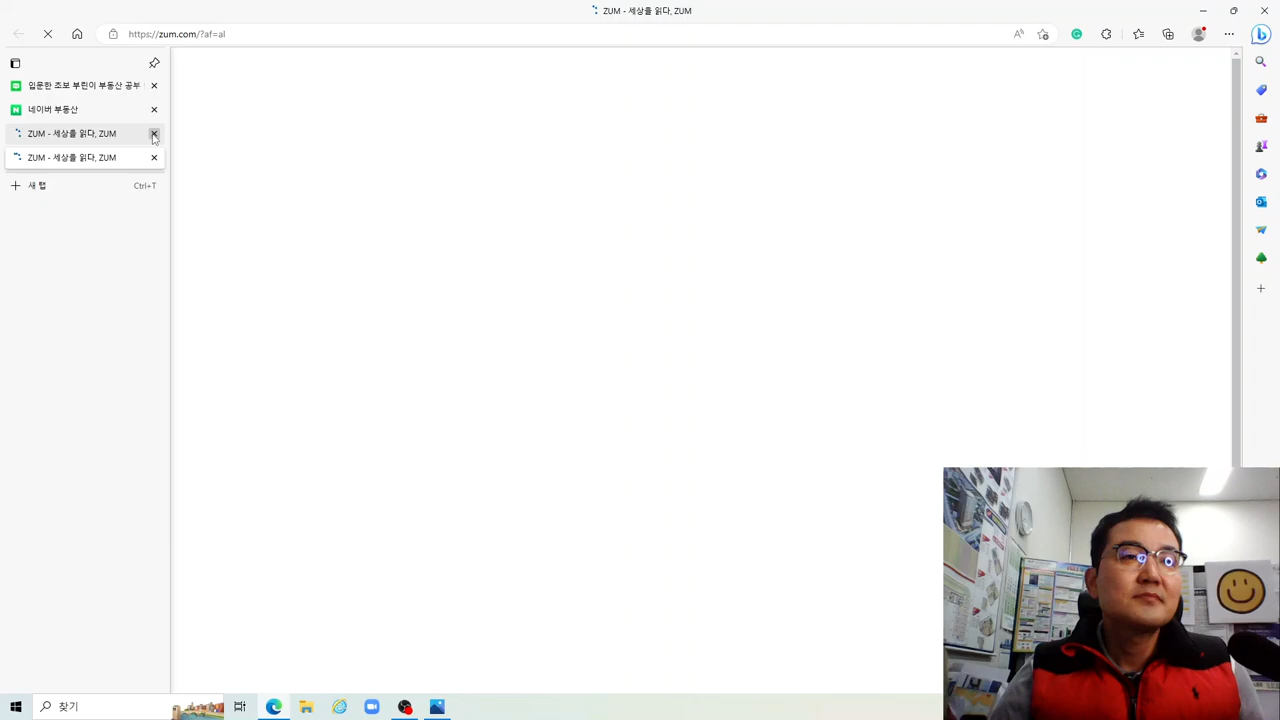 ZUM - 세상을 읽다, ZUM
https://zum.com/?af=al
입문한 초보 부린이 부동산 공부
네이버 부동산
ZUM - 세상을 읽다, ZUM
ZUM - 세상을 읽다, ZUM
새 탭 Ctrl+T
찾기